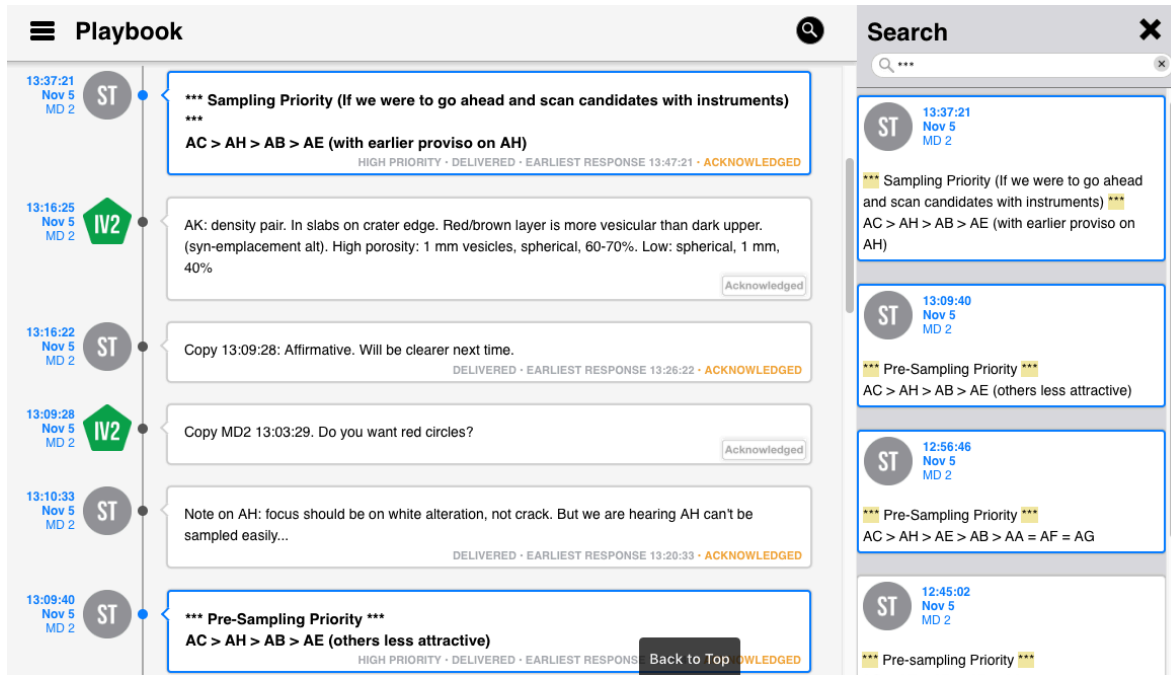 Playbook
13:37:21
Nov 5
MD 2
ST
*** Sampling Priority (If we were to go ahead and scan candidates with instruments)
***
AC > AH > AB > AE (with earlier proviso on AH)
HIGH PRIORITY · DELIVERED · EARLIEST RESPONSE 13:47:21 · ACKNOWLEDGED
13:16:25
Nov 5
MD 2
IV2
AK: density pair. In slabs on crater edge. Red/brown layer is more vesicular than dark upper.
(syn-emplacement alt). High porosity: 1 mm vesicles, spherical, 60-70%. Low: spherical, 1 mm,
40%
Acknowledged
13:16:22
Nov 5
MD 2
ST
Copy 13:09:28: Affirmative. Will be clearer next time.
DELIVERED · EARLIEST RESPONSE 13:26:22 · ACKNOWLEDGED
13:09:28
Nov 5
MD 2
IV2
Copy MD2 13:03:29. Do you want red circles?
Acknowledged
13:10:33
Nov 5
MD 2
ST
Note on AH: focus should be on white alteration, not crack. But we are hearing AH can't be
sampled easily...
DELIVERED · EARLIEST RESPONSE 13:20:33 · ACKNOWLEDGED
13:09:40
Nov 5
MD 2
ST
*** Pre-Sampling Priority ***
AC > AH > AB > AE (others less attractive)
HIGH PRIORITY · DELIVERED · EARLIEST RESPONSE
Back to Top
Search
***
13:37:21
Nov 5
MD 2
ST
*** Sampling Priority (If we were to go ahead
and scan candidates with instruments) ***
AC > AH > AB > AE (with earlier proviso on
AH)
13:09:40
Nov 5
MD 2
ST
*** Pre-Sampling Priority ***
AC > AH > AB > AE (others less attractive)
12:56:46
Nov 5
MD 2
ST
*** Pre-Sampling Priority ***
AC > AH > AE > AB > AA = AF = AG
12:45:02
Nov 5
MD 2
ST
*** Pre-sampling Priority ***